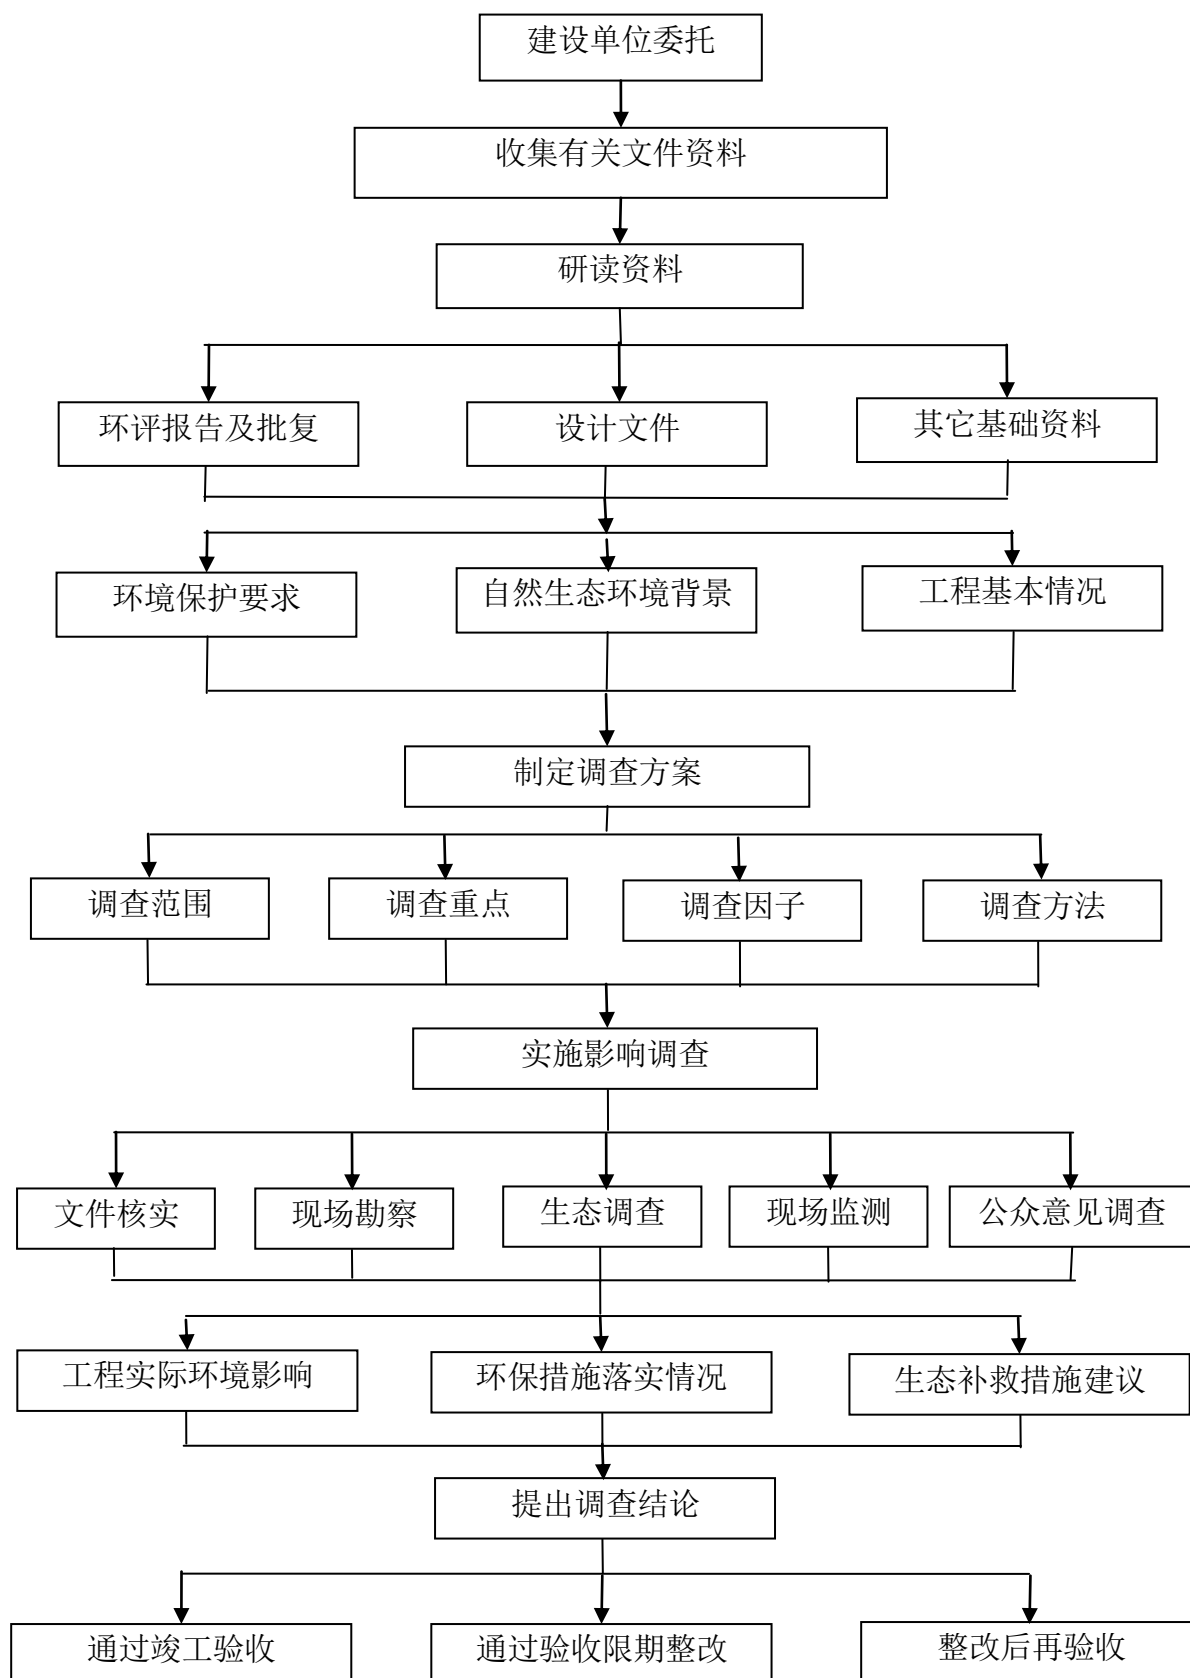 建设单位委托
收集有关文件资料
研读资料
环评报告及批复
设计文件
其它基础资料
环境保护要求
自然生态环境背景
工程基本情况
制定调查方案
调查范围
调查重点
调查因子
调查方法
实施影响调查
文件核实
现场勘察
生态调查
现场监测
公众意见调查
工程实际环境影响
环保措施落实情况
生态补救措施建议
提出调查结论
通过竣工验收
通过验收限期整改
整改后再验收